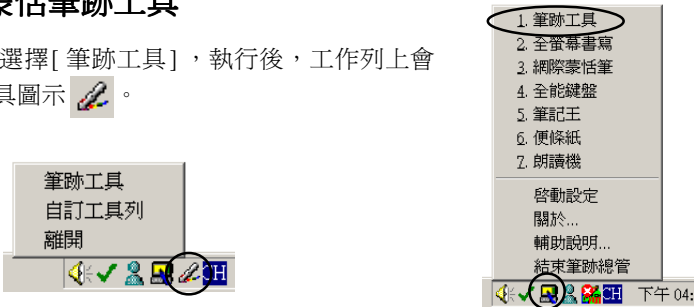 蒙恬筆跡工具
選擇[筆跡工具],執行後,工作列上會
具圖示 。
筆跡工具
自訂工具列
離開
CH
1. 筆跡工具
2. 全螢幕書寫
3. 網際蒙恬筆
4. 全能鍵盤
5. 筆記王
6. 便條紙
7. 朗讀機
啓動設定
關於...
輔助說明...
結束筆跡總管
CH 下午 04: